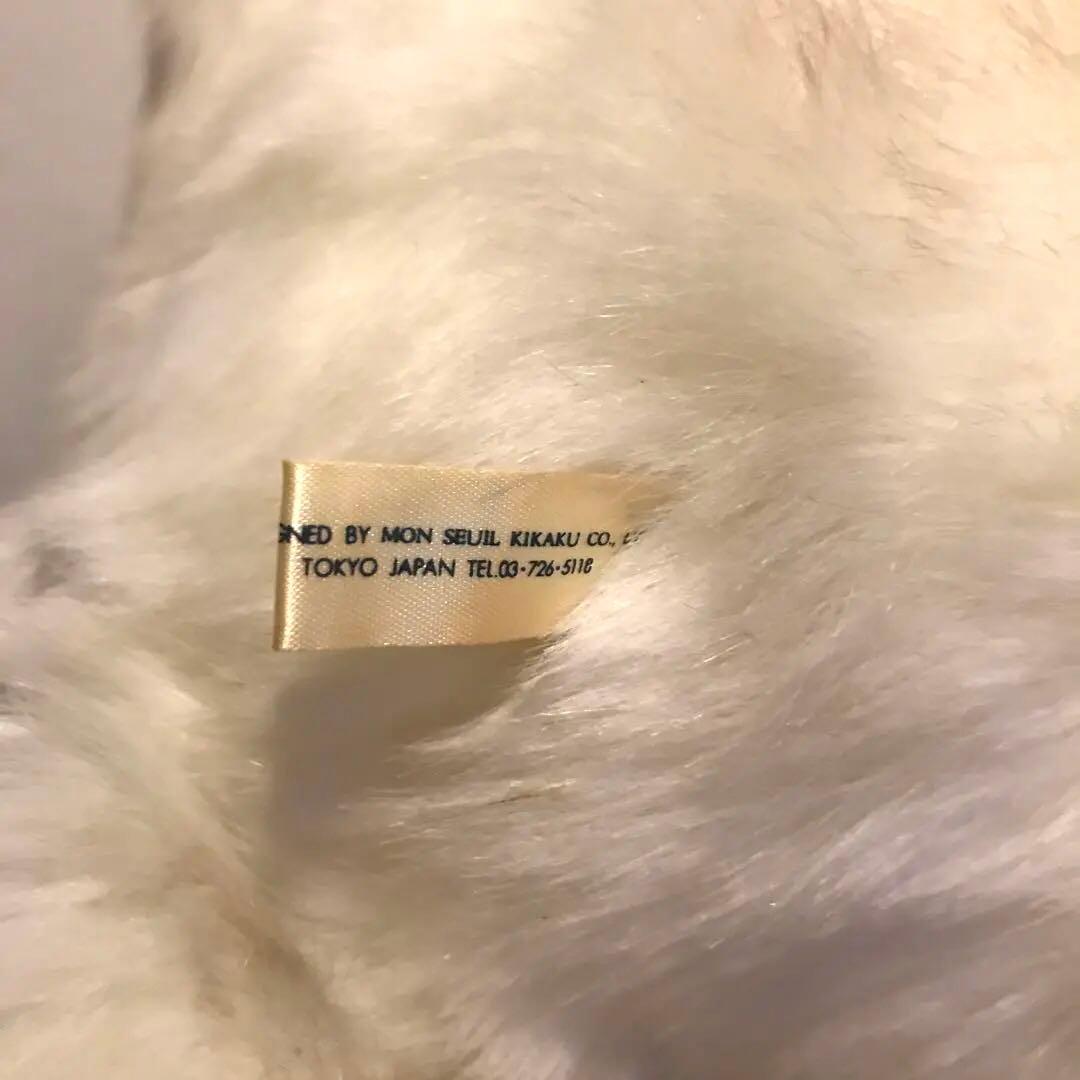 GNED BY MON SEUIL KIKAKU CO.,
TOKYO JAPAN TEL.03・726・5118